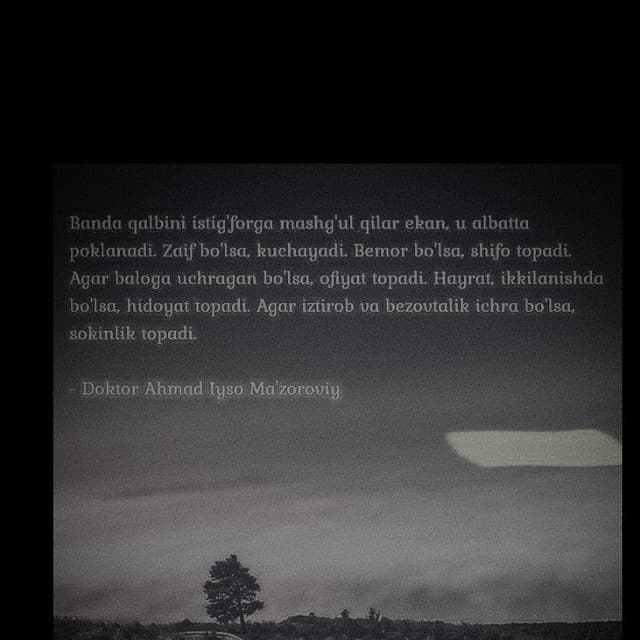 Banda qalbini istig'forga mashg'ul qilar ekan, u albatta
poklanadi. Zaif bo'lsa, kuchayadi. Bemor bo'lsa, shifo topadi.
Agar baloga uchragan bo'lsa, ofiyat topadi. Hayrat, ikkilanishda
bo'lsa, hidoyat topadi. Agar iztirob va bezovtalik ichra bo'lsa,
sokinlik topadi.
- Doktor Ahmad Iyso Ma'zoroviy